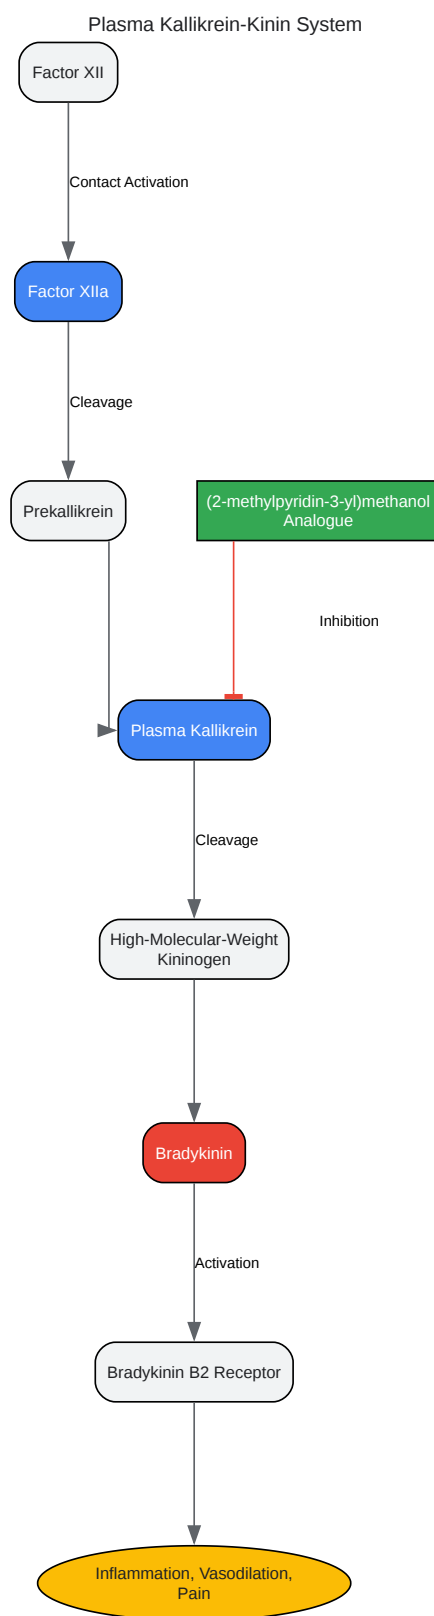 Plasma Kallikrein-Kinin System
Factor XII
Contact Activation
Factor XIIa
Cleavage
Prekallikrein
(2-methylpyridin-3-yl)methanol
Analogue
Inhibition
Plasma Kallikrein
Cleavage
High-Molecular-Weight
Kininogen
Bradykinin
Activation
Bradykinin B2 Receptor
Inflammation, Vasodilation,
Pain